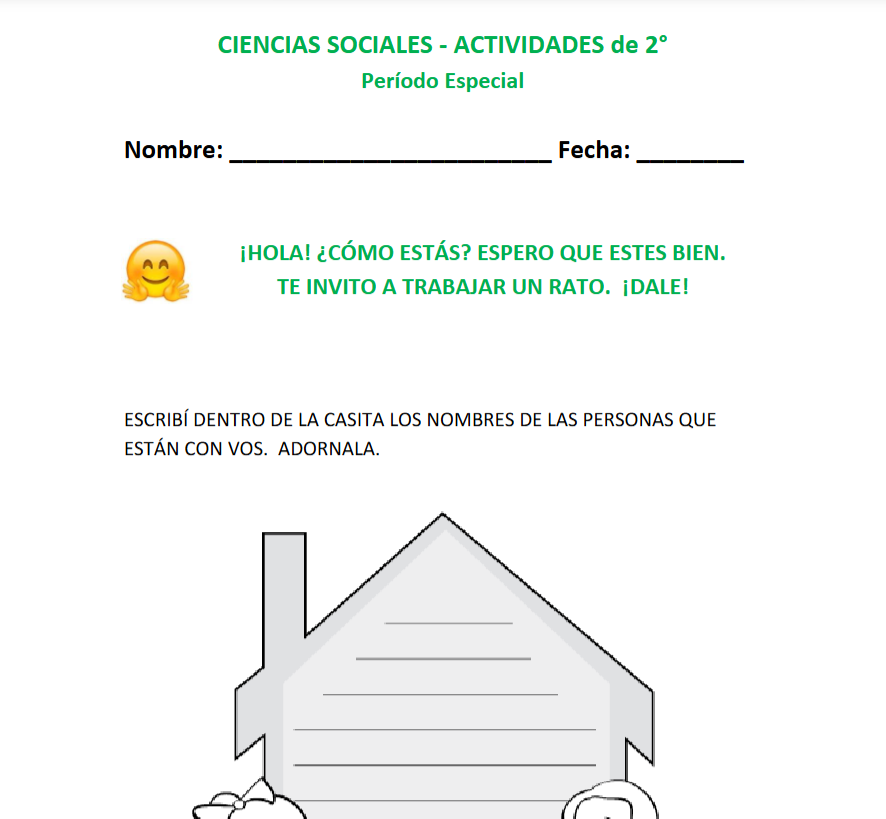 CIENCIAS SOCIALES - ACTIVIDADES de 2°
Período Especial
Nombre: ________________________ Fecha: ________
¡HOLA! ¿CÓMO ESTÁS? ESPERO QUE ESTES BIEN.
TE INVITO A TRABAJAR UN RATO. ¡DALE!
ESCRIBÍ DENTRO DE LA CASITA LOS NOMBRES DE LAS PERSONAS QUE
ESTÁN CON VOS. ADORNALA.